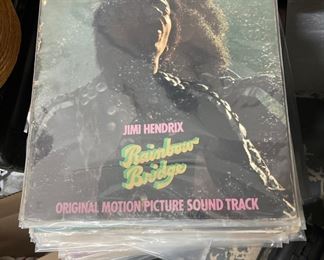 JIMI HENDRIX
Rainbow
Bridge
ORIGINAL MOTION PICTURE SOUND TRACK